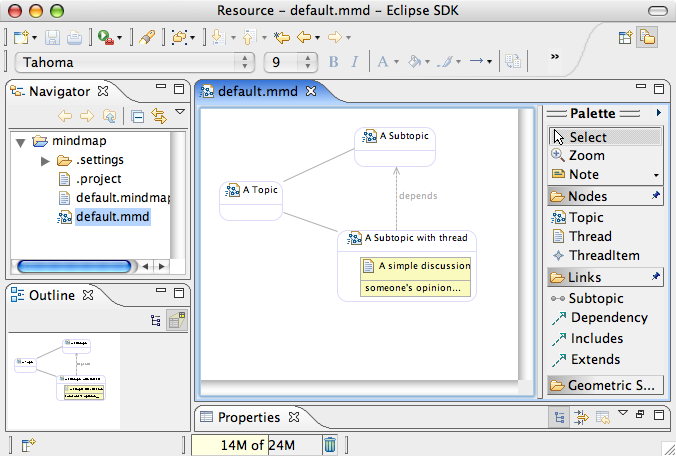 Resource - default.mmd - Eclipse SDK
Tahoma
9
B I
A
»
Navigator
mindmap
.settings
.project
default.mindmap
default.mmd
Outline
default.mmd
A Subtopic
A Topic
depends
A Subtopic with thread
A simple discussion
someone's opinion...
Palette
Select
Zoom
Note
Nodes
Topic
Thread
ThreadItem
Links
Subtopic
Dependency
Includes
Extends
Geometric S...
Properties
14M of 24M